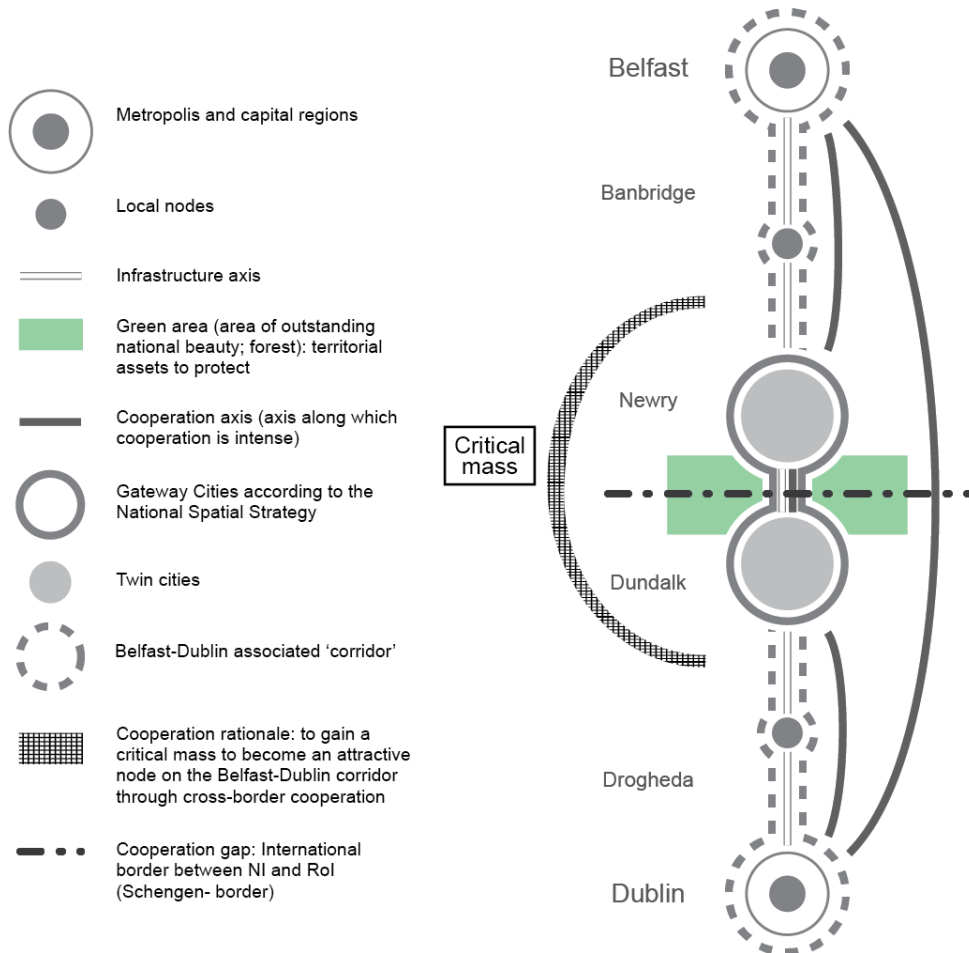 Metropolis and capital regions
Local nodes
Infrastructure axis
Green area (area of outstanding
national beauty; forest): territorial
assets to protect
Cooperation axis (axis along which
cooperation is intense)
Gateway Cities according to the
National Spatial Strategy
Twin cities
Belfast-Dublin associated ‘corridor’
Cooperation rationale: to gain a
critical mass to become an attractive
node on the Belfast-Dublin corridor
through cross-border cooperation
Cooperation gap: International
border between NI and RoI
(Schengen- border)
Critical
mass
Belfast
Banbridge
Newry
Dundalk
Drogheda
Dublin